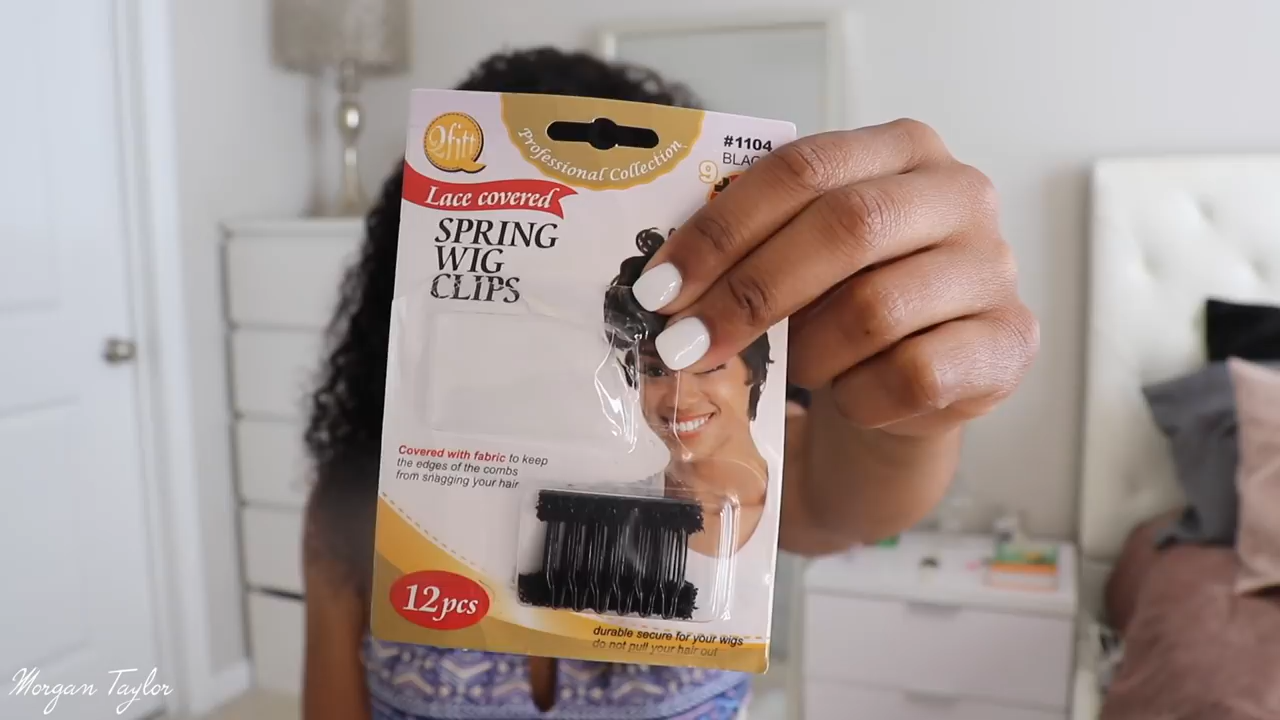 Qfitt
Professional Collection
#1104
Lace covered
SPRING
WIG
CLIPS
Covered with fabric to keep
the edges of the combs
from snagging your hair
12pcs
durable secure for your wigs
do not pull your hair out
Morgan Taylor